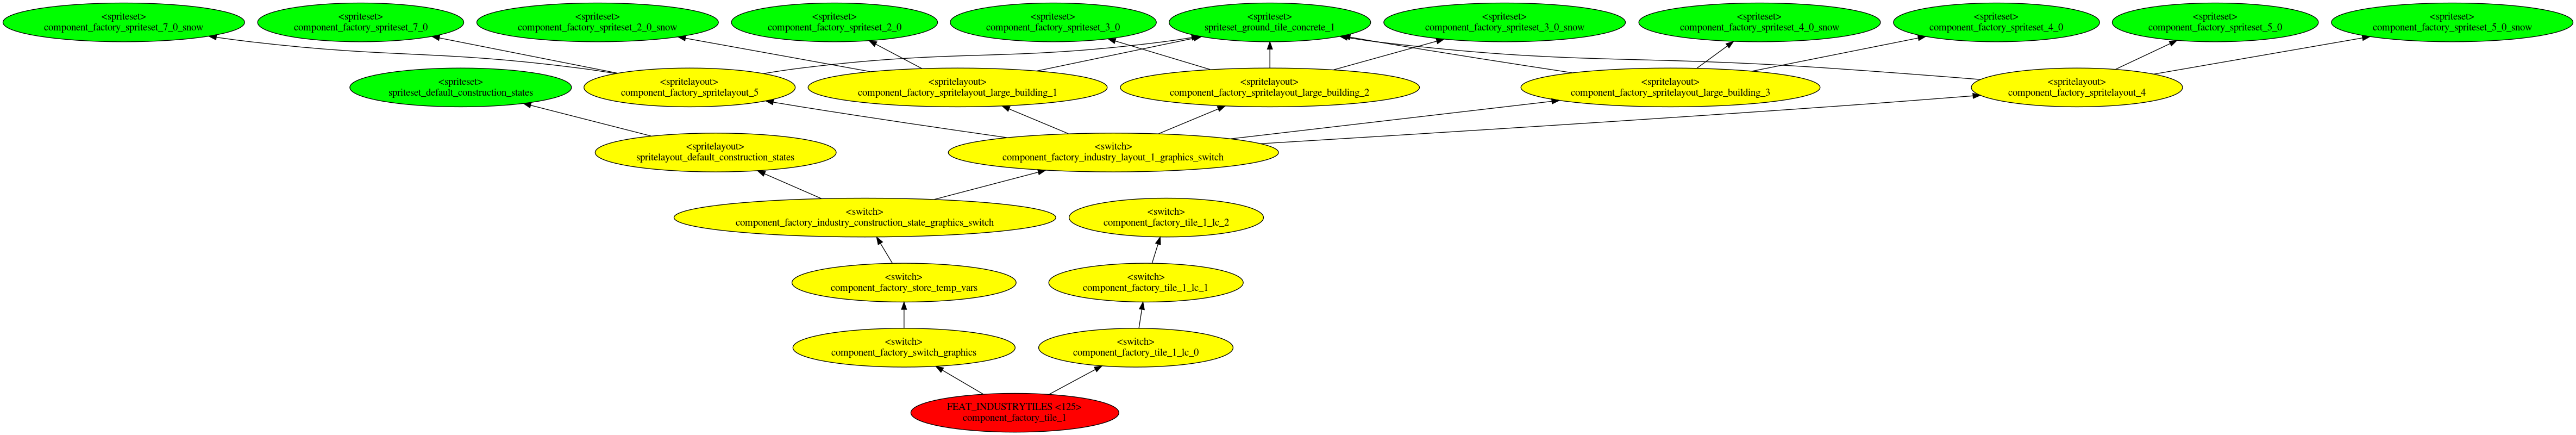 <spriteset>
component_factory_spriteset_7_0_snow
<spriteset>
component_factory_spriteset_7_0
<spriteset>
component_factory_spriteset_2_0_snow
<spriteset>
component_factory_spriteset_2_0
<spriteset>
component_factory_spriteset_3_0
<spriteset>
spriteset_ground_tile_concrete_1
<spriteset>
component_factory_spriteset_3_0_snow
<spriteset>
component_factory_spriteset_4_0_snow
<spriteset>
component_factory_spriteset_4_0
<spriteset>
component_factory_spriteset_5_0
<spriteset>
component_factory_spriteset_5_0_snow
<spriteset>
spriteset_default_construction_states
<spritelayout>
component_factory_spritelayout_5
<spritelayout>
component_factory_spritelayout_large_building_1
<spritelayout>
component_factory_spritelayout_large_building_2
<spritelayout>
component_factory_spritelayout_large_building_3
<spritelayout>
component_factory_spritelayout_4
<spritelayout>
spritelayout_default_construction_states
<switch>
component_factory_industry_layout_1_graphics_switch
<switch>
component_factory_industry_construction_state_graphics_switch
<switch>
component_factory_tile_1_lc_2
<switch>
component_factory_store_temp_vars
<switch>
component_factory_tile_1_lc_1
<switch>
component_factory_switch_graphics
<switch>
component_factory_tile_1_lc_0
FEAT_INDUSTRYTILES <125>
component_factory_tile_1